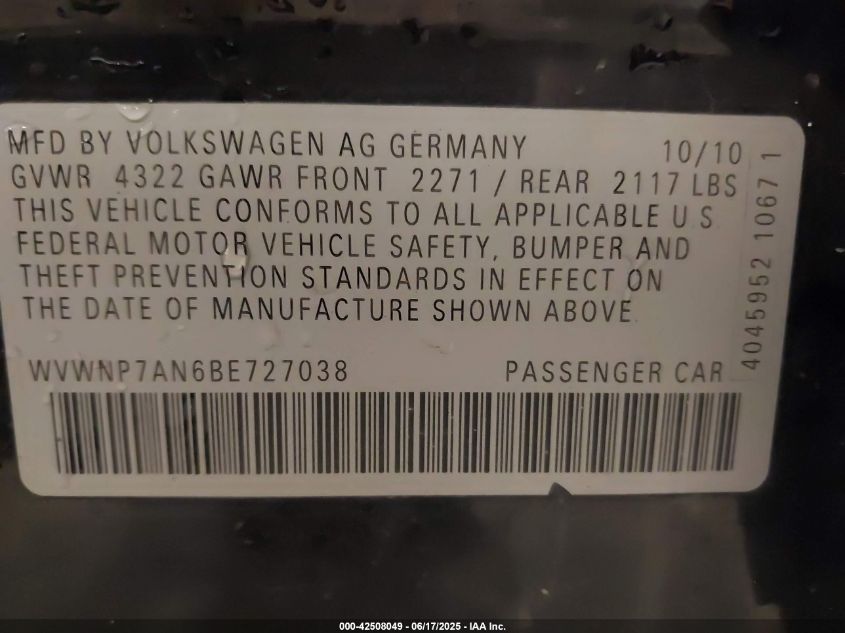 MFD BY VOLKSWAGEN AG GERMANY 10/10
GVWR 4322 GAWR FRONT 2271 / REAR 2117 LBS
THIS VEHICLE CONFORMS TO ALL APPLICABLE U.S.
FEDERAL MOTOR VEHICLE SAFETY, BUMPER AND
THEFT PREVENTION STANDARDS IN EFFECT ON
THE DATE OF MANUFACTURE SHOWN ABOVE.
WVWNP7AN6BE727038 PASSENGER CAR
4045952 1067 1
000-42508049 - 06/17/2025 - IAA Inc.